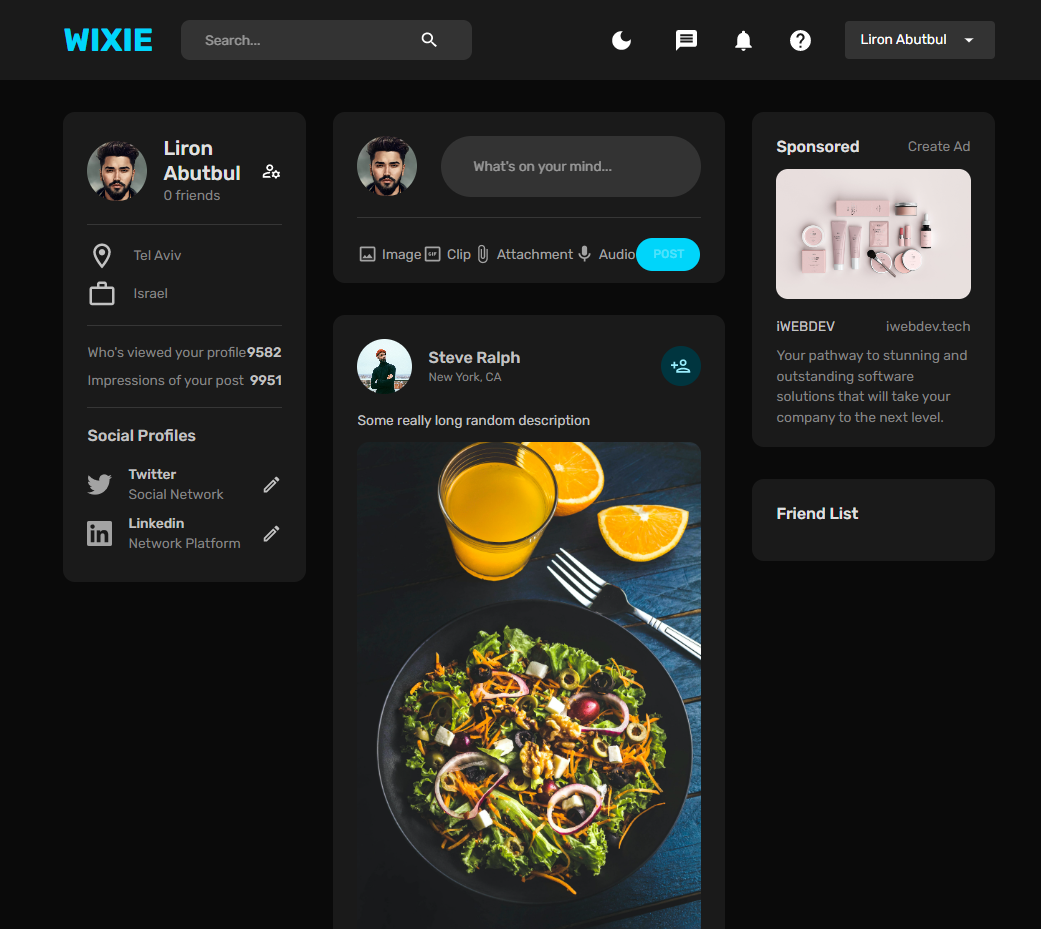 WIXIE
Search...
Liron Abutbul
Liron
Abutbul
0 friends
Tel Aviv
Israel
Who's viewed your profile 9582
Impressions of your post 9951
Social Profiles
Twitter
Social Network
Linkedin
Network Platform
What's on your mind...
Image GIF Clip Attachment Audio POST
Steve Ralph
New York, CA
Some really long random description
Sponsored Create Ad
iWEBDEV iwebdev.tech
Your pathway to stunning and
outstanding software
solutions that will take your
company to the next level.
Friend List